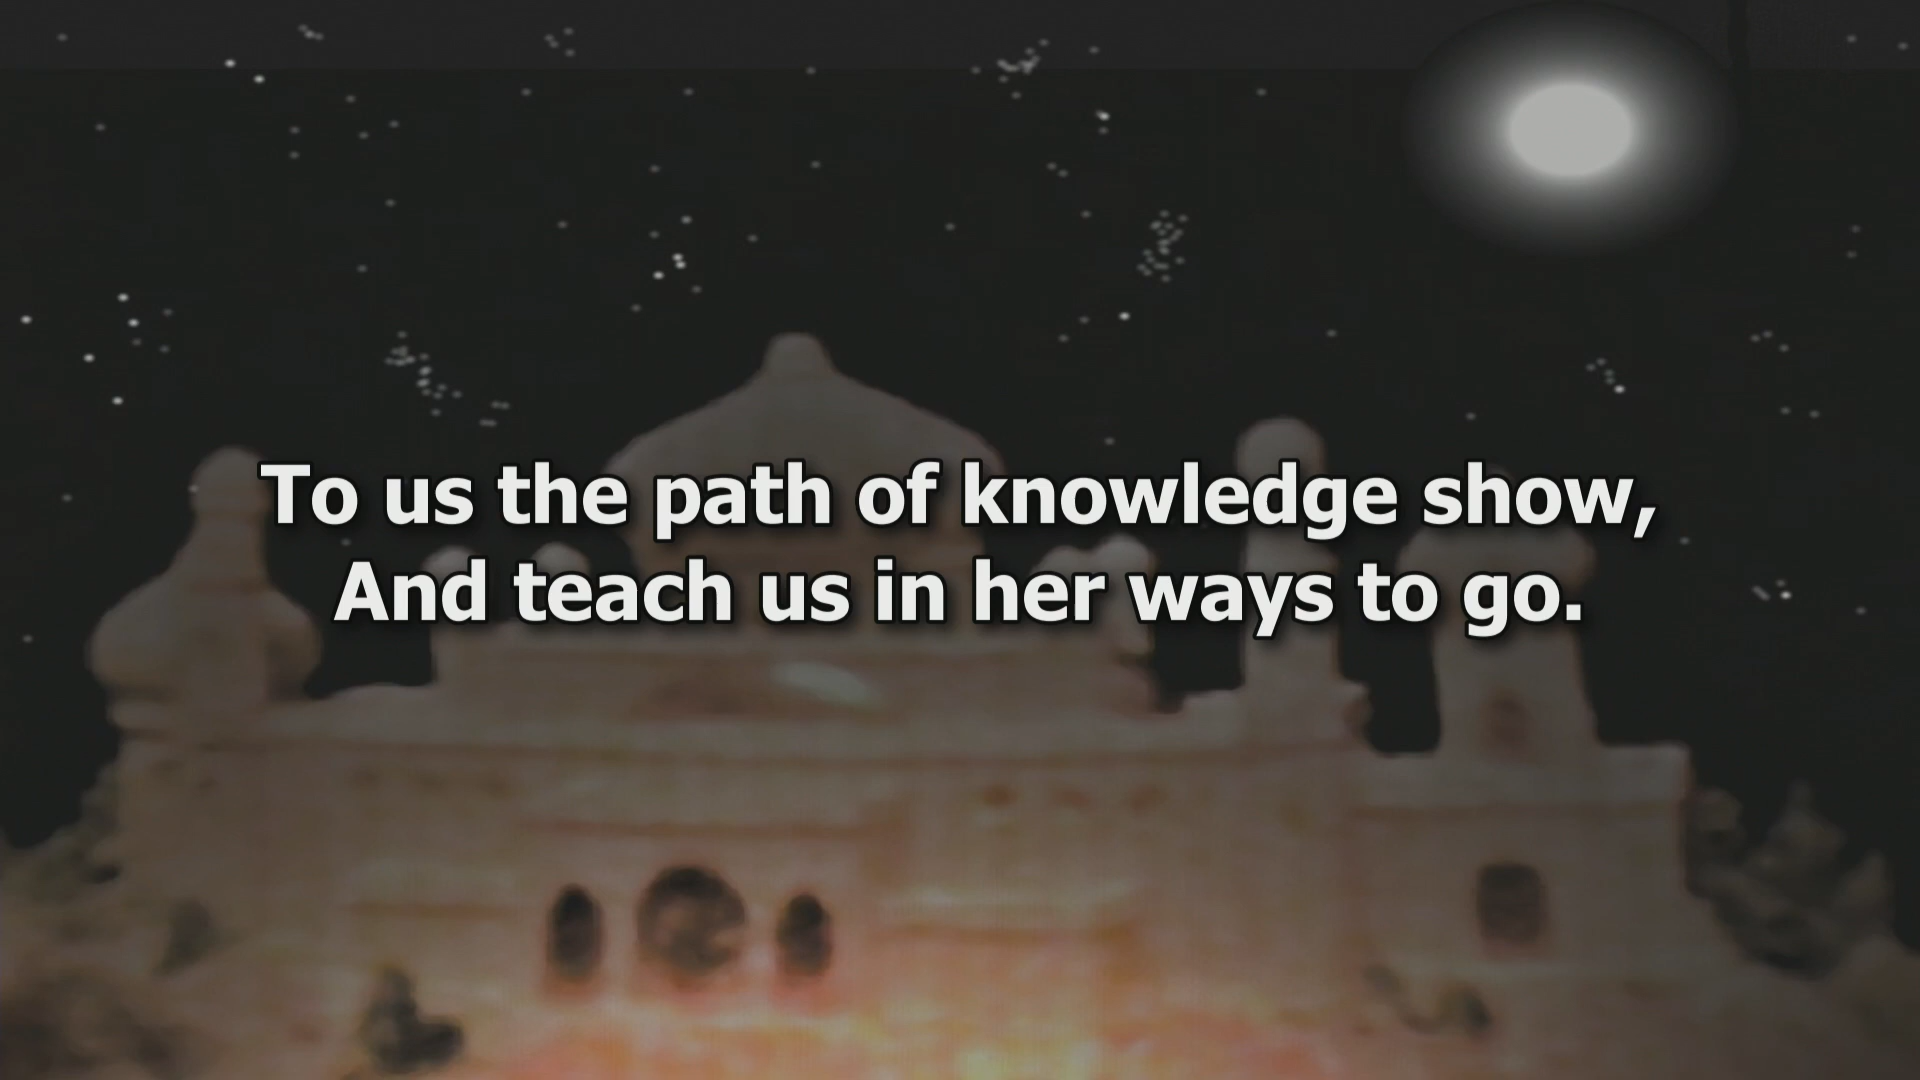 To us the path of knowledge show,
And teach us in her ways to go.